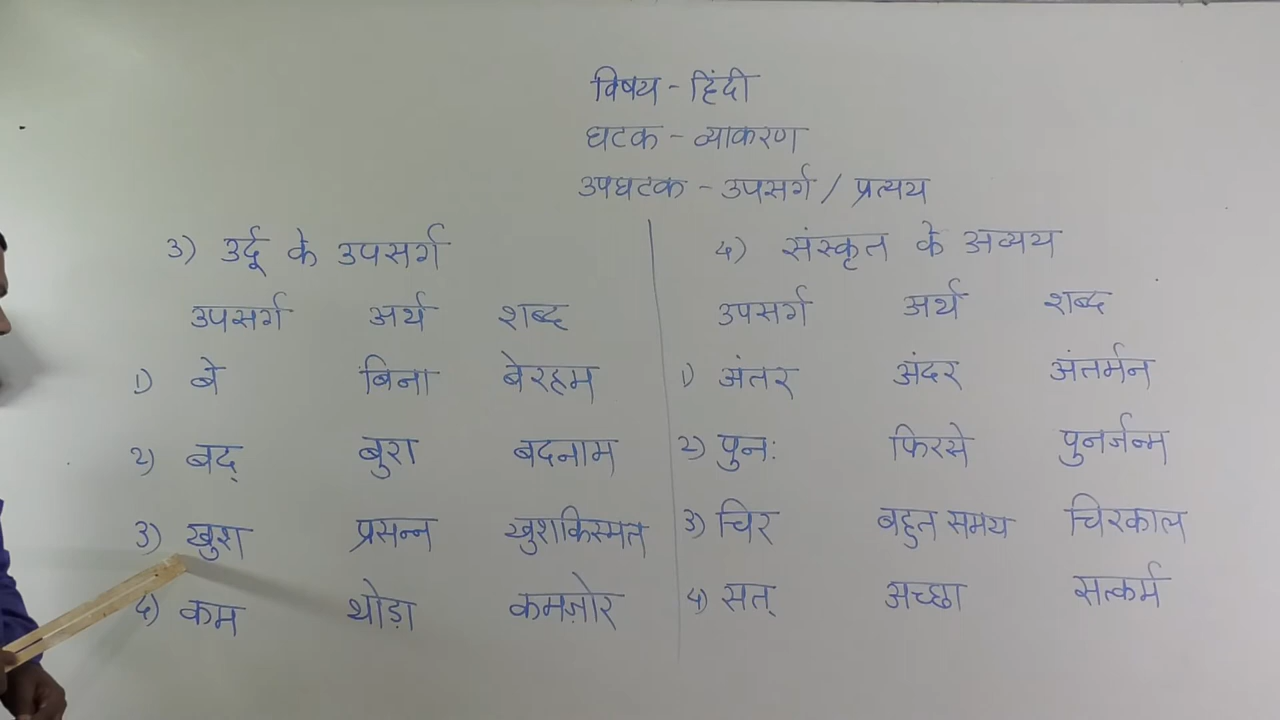 विषय - हिंदी
घटक - व्याकरण
उपघटक - उपसर्ग / प्रत्यय
3) उर्दू के उपसर्ग
उपसर्ग अर्थ शब्द
1) बे बिना बेरहम
2) बद् बुरा बदनाम
3) खुश प्रसन्न खुशकिस्मत
4) कम थोड़ा कमज़ोर
4) संस्कृत के अव्यय
उपसर्ग अर्थ शब्द
1) अंतर अंदर अंतर्मन
2) पुनः फिरसे पुनर्जन्म
3) चिर बहुत समय चिरकाल
4) सत् अच्छा सत्कर्म